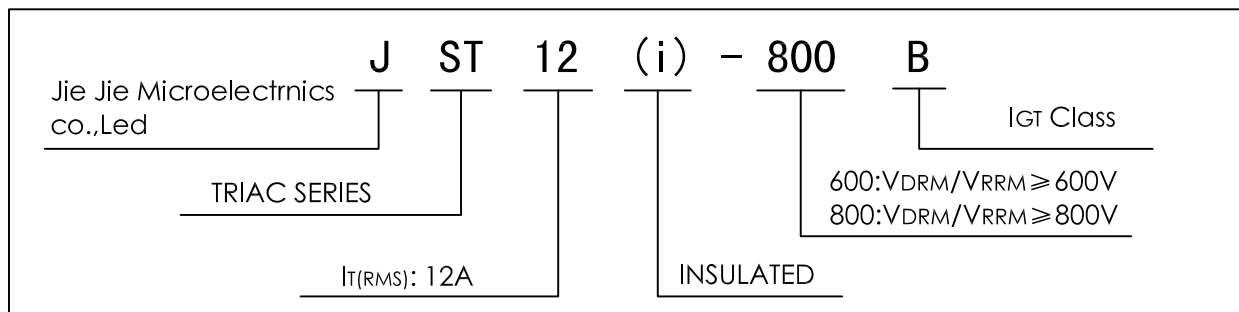 J ST 12 (i) - 800 B
Jie Jie Microelectrnics
co.,Led
IGT Class
TRIAC SERIES
600:VDRM/VRRM≥600V
800:VDRM/VRRM≥800V
IT(RMS): 12A
INSULATED